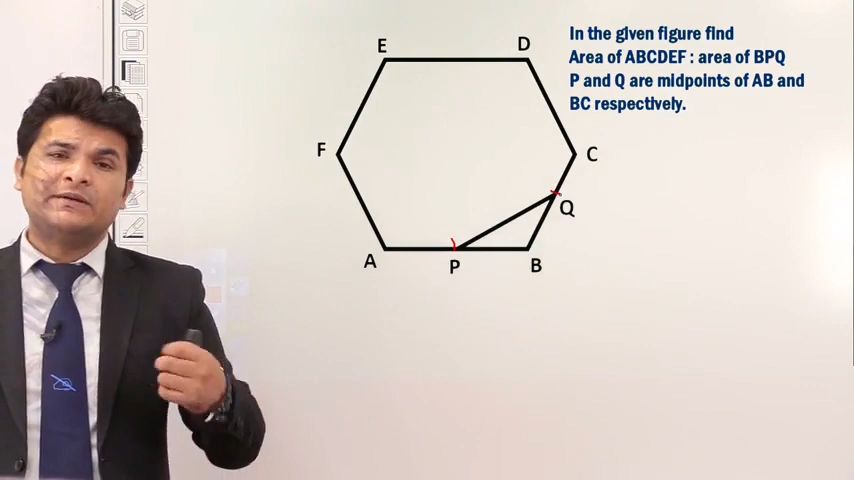 In the given figure find
Area of ABCDEF : area of BPQ
P and Q are midpoints of AB and
BC respectively.
E
D
F
C
Q
A
P
B